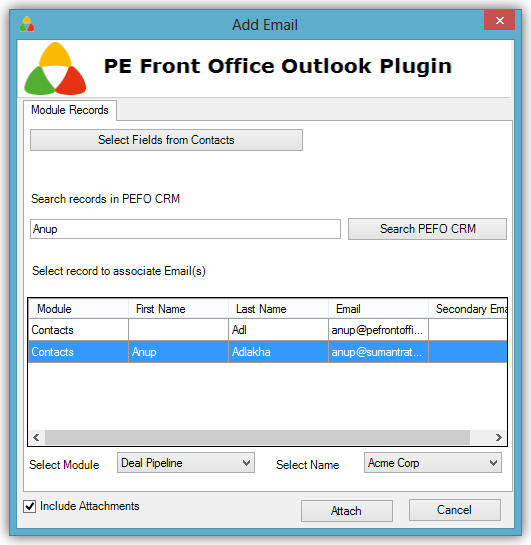 Add Email
PE Front Office Outlook Plugin
Module Records
Select Fields from Contacts
Search records in PEFO CRM
Anup
Search PEFO CRM
Select record to associate Email(s)
Module First Name Last Name Email Secondary Ema
Contacts Adl anup@pefrontoffi...
Contacts Anup Adlakha anup@sumantrat...
Select Module Deal Pipeline Select Name Acme Corp
Include Attachments Attach Cancel